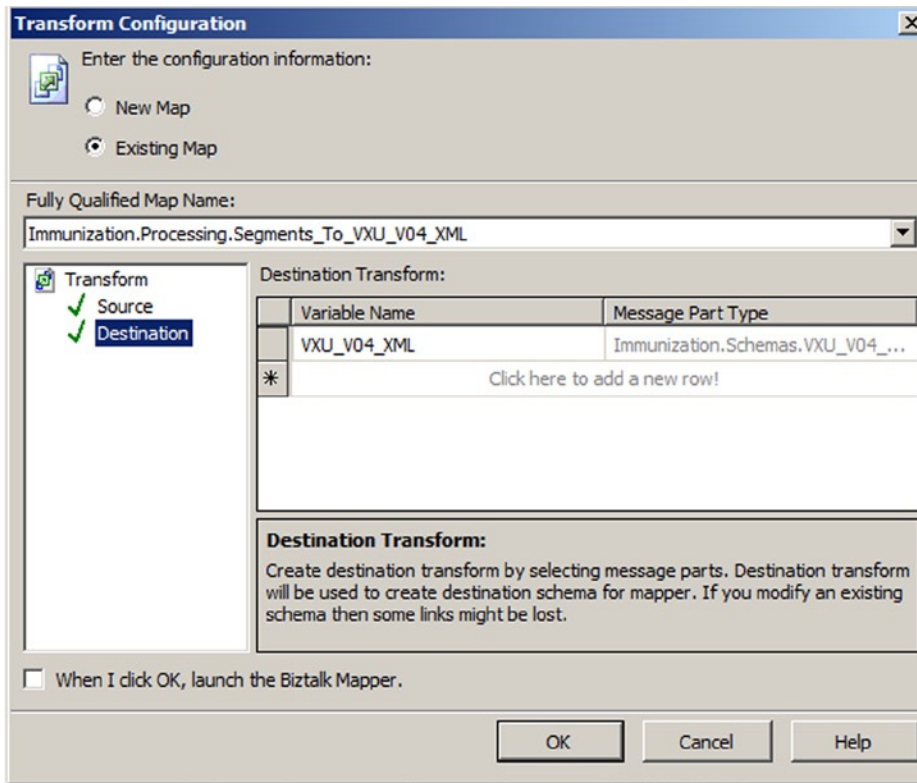 Transform Configuration
Enter the configuration information:
New Map
Existing Map
Fully Qualified Map Name:
Immunization.Processing.Segments_To_VXU_V04_XML
Transform
Source
Destination
Destination Transform:
Variable Name Message Part Type
VXU_V04_XML Immunization.Schemas.VXU_V04_...
Click here to add a new row!
Destination Transform:
Create destination transform by selecting message parts. Destination transform
will be used to create destination schema for mapper. If you modify an existing
schema then some links might be lost.
When I click OK, launch the Biztalk Mapper.
OK Cancel Help